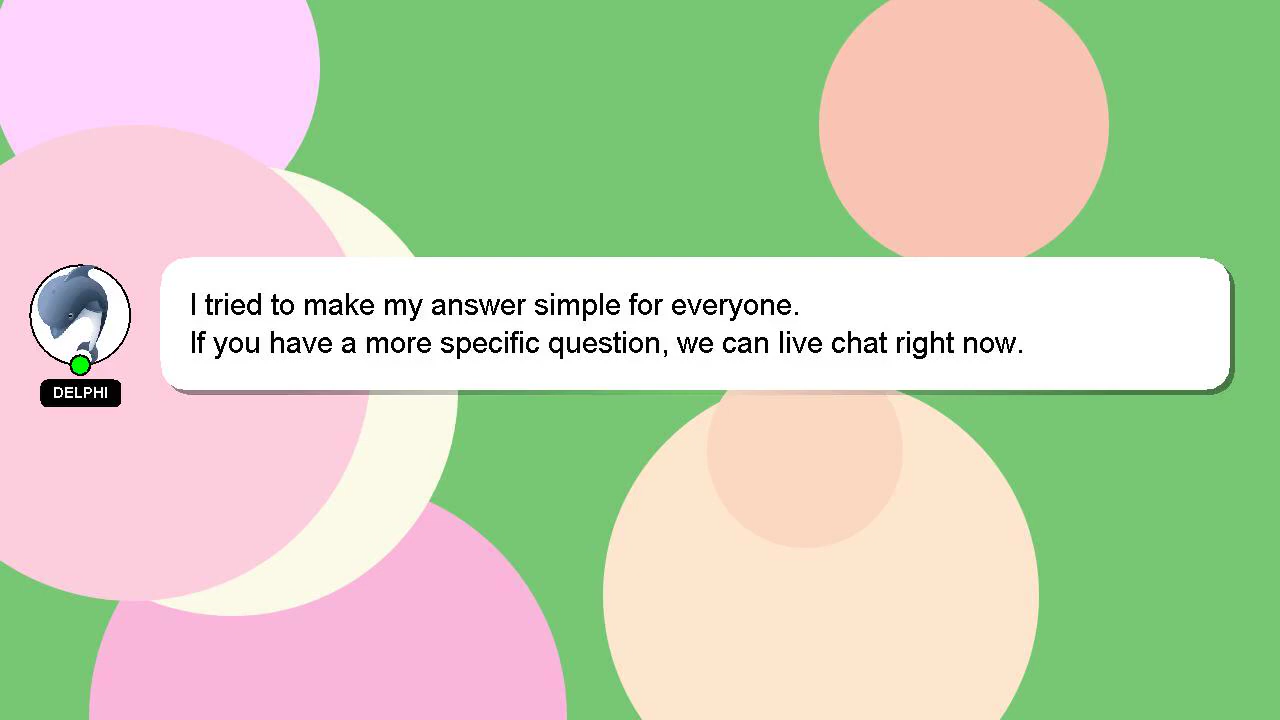 I tried to make my answer simple for everyone.
If you have a more specific question, we can live chat right now.
DELPHI